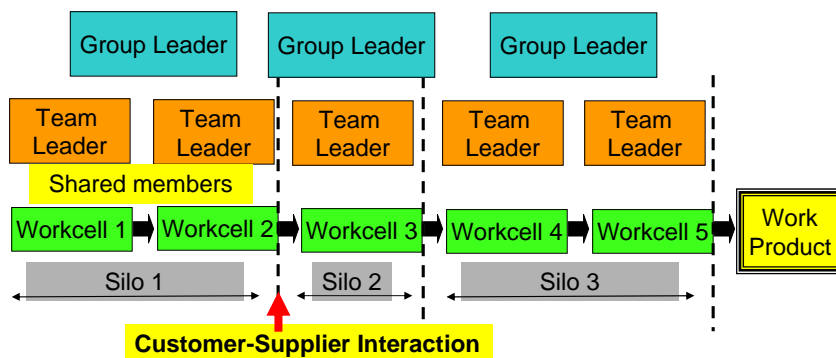 Group Leader
Group Leader
Group Leader
Team
Leader
Team
Leader
Team
Leader
Team
Leader
Team
Leader
Shared members
Workcell 1
Workcell 2
Workcell 3
Workcell 4
Workcell 5
Work
Product
Silo 1
Silo 2
Silo 3
Customer-Supplier Interaction